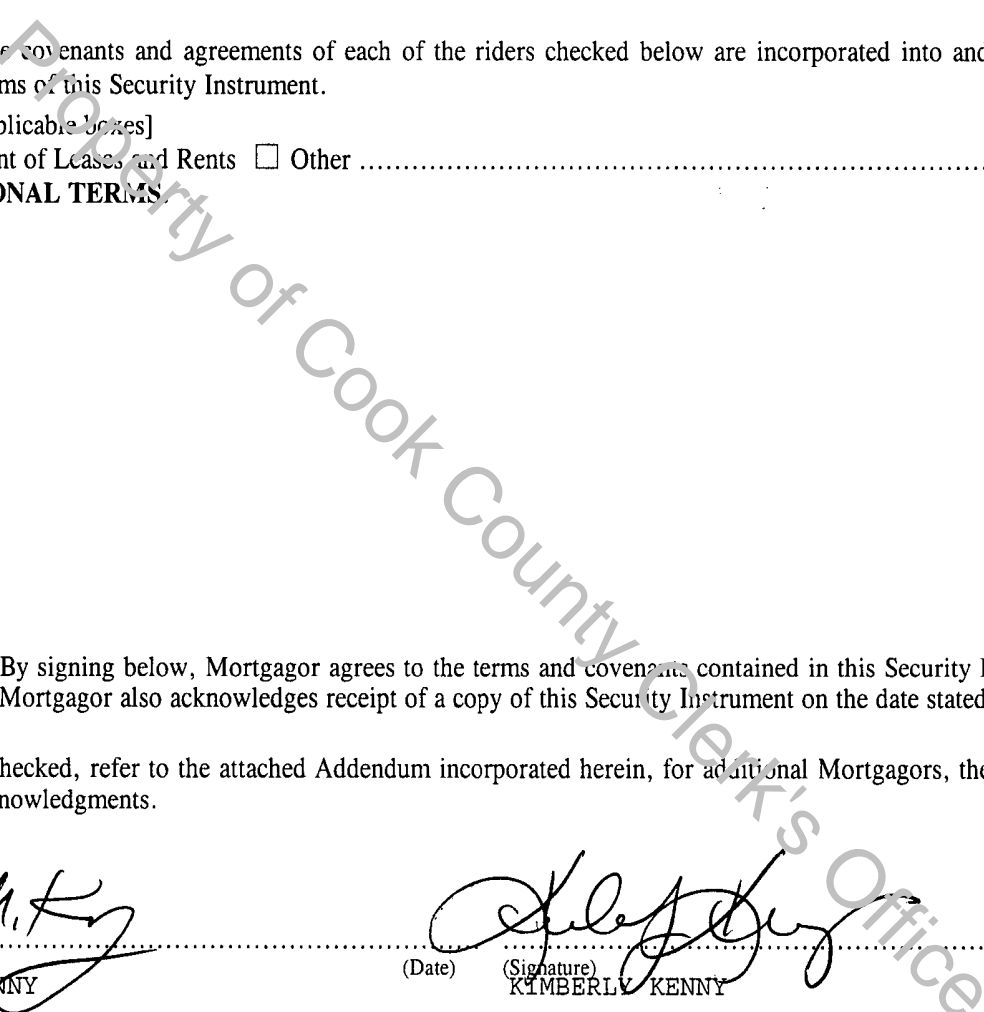 e covenants and agreements of each of the riders checked below are incorporated into and
ms of this Security Instrument.
plicable boxes]
nt of Leases and Rents ☐ Other ................................................................................
ONAL TERMS.
Property of Cook County Clerk's Office
By signing below, Mortgagor agrees to the terms and covenants contained in this Security I
Mortgagor also acknowledges receipt of a copy of this Security Instrument on the date stated
hecked, refer to the attached Addendum incorporated herein, for additional Mortgagors, the
nowledgments.
(Date) (Signature)
NNY KIMBERLY KENNY